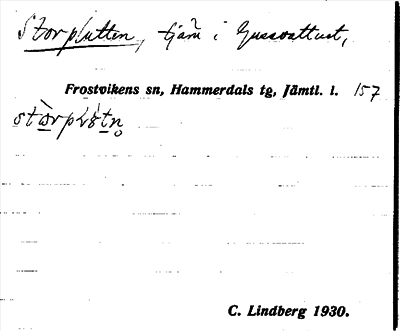 Storplutten, tjärn i Gussvattnet,
Frostvikens sn, Hammerdals tg, Jämtl. l. 157
C. Lindberg 1930.